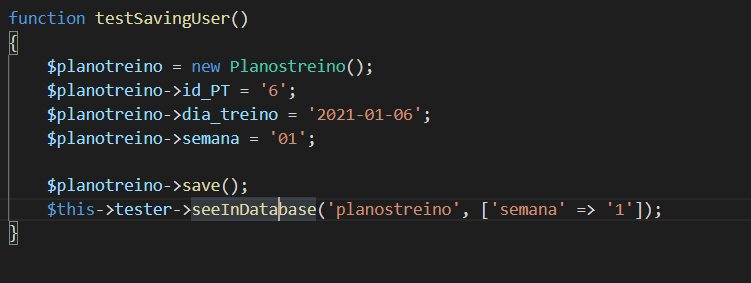 function testSavingUser()
{
    $planotreino = new Planostreino();
    $planotreino->id_PT = '6';
    $planotreino->dia_treino = '2021-01-06';
    $planotreino->semana = '01';

    $planotreino->save();
    $this->tester->seeInDatabase('planostreino', ['semana' => '1']);
}